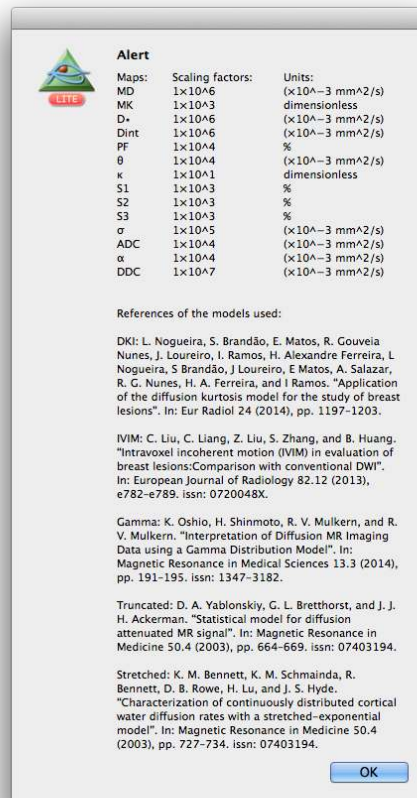 Alert
Maps: Scaling factors: Units:
MD 1×10^6 (×10^−3 mm^2/s)
MK 1×10^3 dimensionless
D* 1×10^6 (×10^−3 mm^2/s)
Dint 1×10^6 (×10^−3 mm^2/s)
PF 1×10^4 %
θ 1×10^4 (×10^−3 mm^2/s)
κ 1×10^1 dimensionless
S1 1×10^3 %
S2 1×10^3 %
S3 1×10^3 %
σ 1×10^5 (×10^−3 mm^2/s)
ADC 1×10^4 (×10^−3 mm^2/s)
α 1×10^4 (×10^−3 mm^2/s)
DDC 1×10^7 (×10^−3 mm^2/s)
LITE
References of the models used:
DKI: L. Nogueira, S. Brandão, E. Matos, R. Gouveia
Nunes, J. Loureiro, I. Ramos, H. Alexandre Ferreira, L
Nogueira, S Brandão, J Loureiro, E Matos, A. Salazar,
R. G. Nunes, H. A. Ferreira, and I Ramos. "Application
of the diffusion kurtosis model for the study of breast
lesions". In: Eur Radiol 24 (2014), pp. 1197-1203.
IVIM: C. Liu, C. Liang, Z. Liu, S. Zhang, and B. Huang.
"Intravoxel incoherent motion (IVIM) in evaluation of
breast lesions:Comparison with conventional DWI".
In: European Journal of Radiology 82.12 (2013),
e782-e789. issn: 0720048X.
Gamma: K. Oshio, H. Shinmoto, R. V. Mulkern, and R.
V. Mulkern. "Interpretation of Diffusion MR Imaging
Data using a Gamma Distribution Model". In:
Magnetic Resonance in Medical Sciences 13.3 (2014),
pp. 191-195. issn: 1347-3182.
Truncated: D. A. Yablonskiy, G. L. Bretthorst, and J. J.
H. Ackerman. "Statistical model for diffusion
attenuated MR signal". In: Magnetic Resonance in
Medicine 50.4 (2003), pp. 664-669. issn: 07403194.
Stretched: K. M. Bennett, K. M. Schmainda, R.
Bennett, D. B. Rowe, H. Lu, and J. S. Hyde.
"Characterization of continuously distributed cortical
water diffusion rates with a stretched-exponential
model". In: Magnetic Resonance in Medicine 50.4
(2003), pp. 727-734. issn: 07403194.
OK